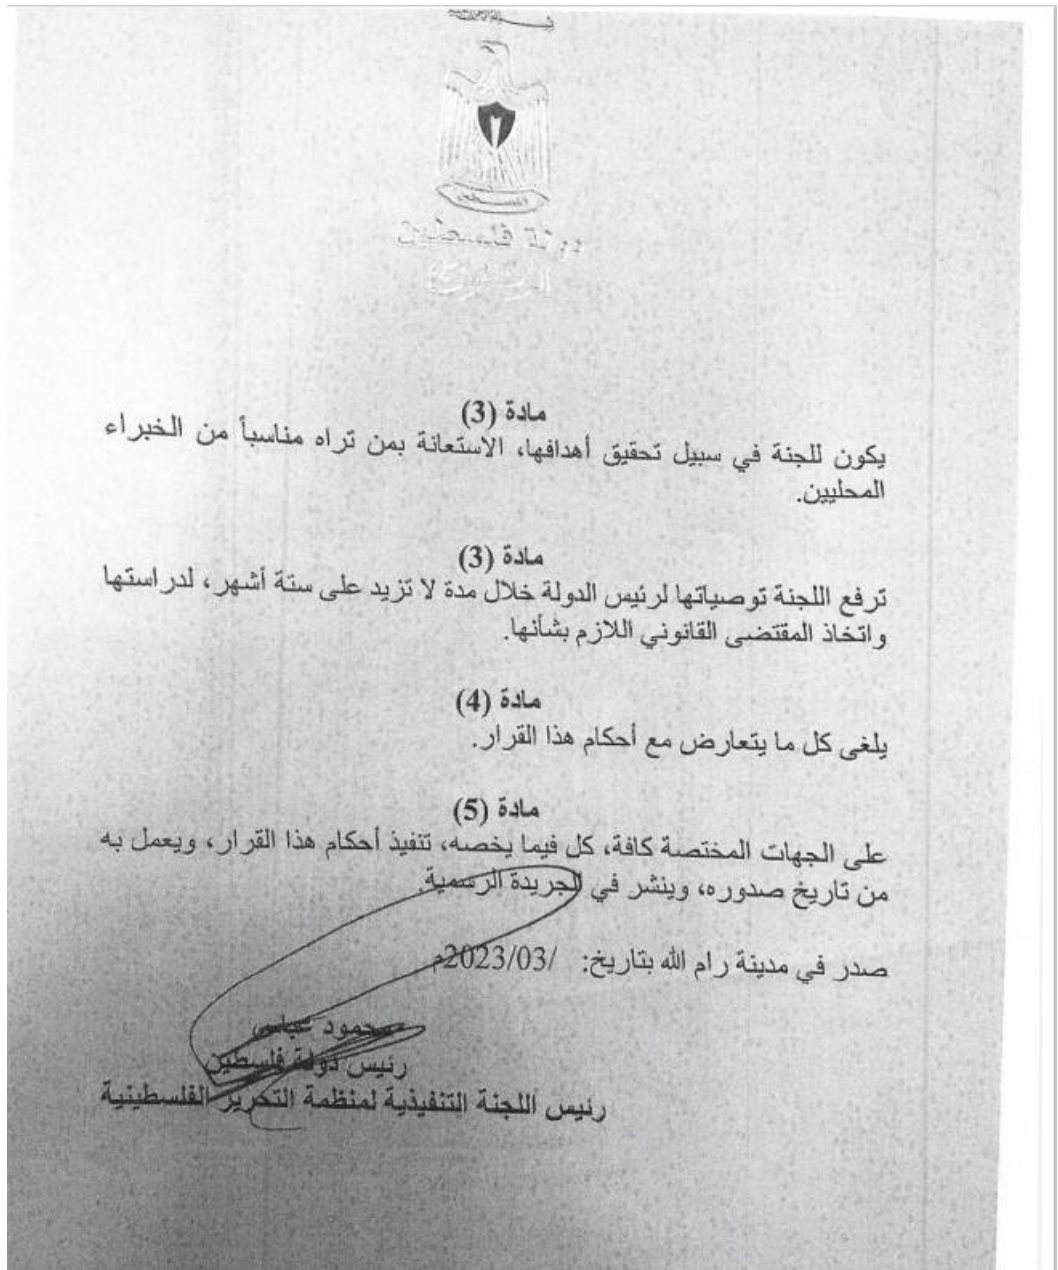 فلسطين
دولة فلسطين
الرئيس
مادة (3)
يكون للجنة في سبيل تحقيق أهدافها، الاستعانة بمن تراه مناسباً من الخبراء
المحليين.
مادة (3)
ترفع اللجنة توصياتها لرئيس الدولة خلال مدة لا تزيد على ستة أشهر، لدراستها
واتخاذ المقتضى القانوني اللازم بشأنها.
مادة (4)
يلغى كل ما يتعارض مع أحكام هذا القرار.
مادة (5)
على الجهات المختصة كافة، كل فيما يخصه، تنفيذ أحكام هذا القرار، ويعمل به
من تاريخ صدوره، وينشر في الجريدة الرسمية.
صدر في مدينة رام الله بتاريخ: /2023/03م
محمود عباس
رئيس دولة فلسطين
رئيس اللجنة التنفيذية لمنظمة التحرير الفلسطينية